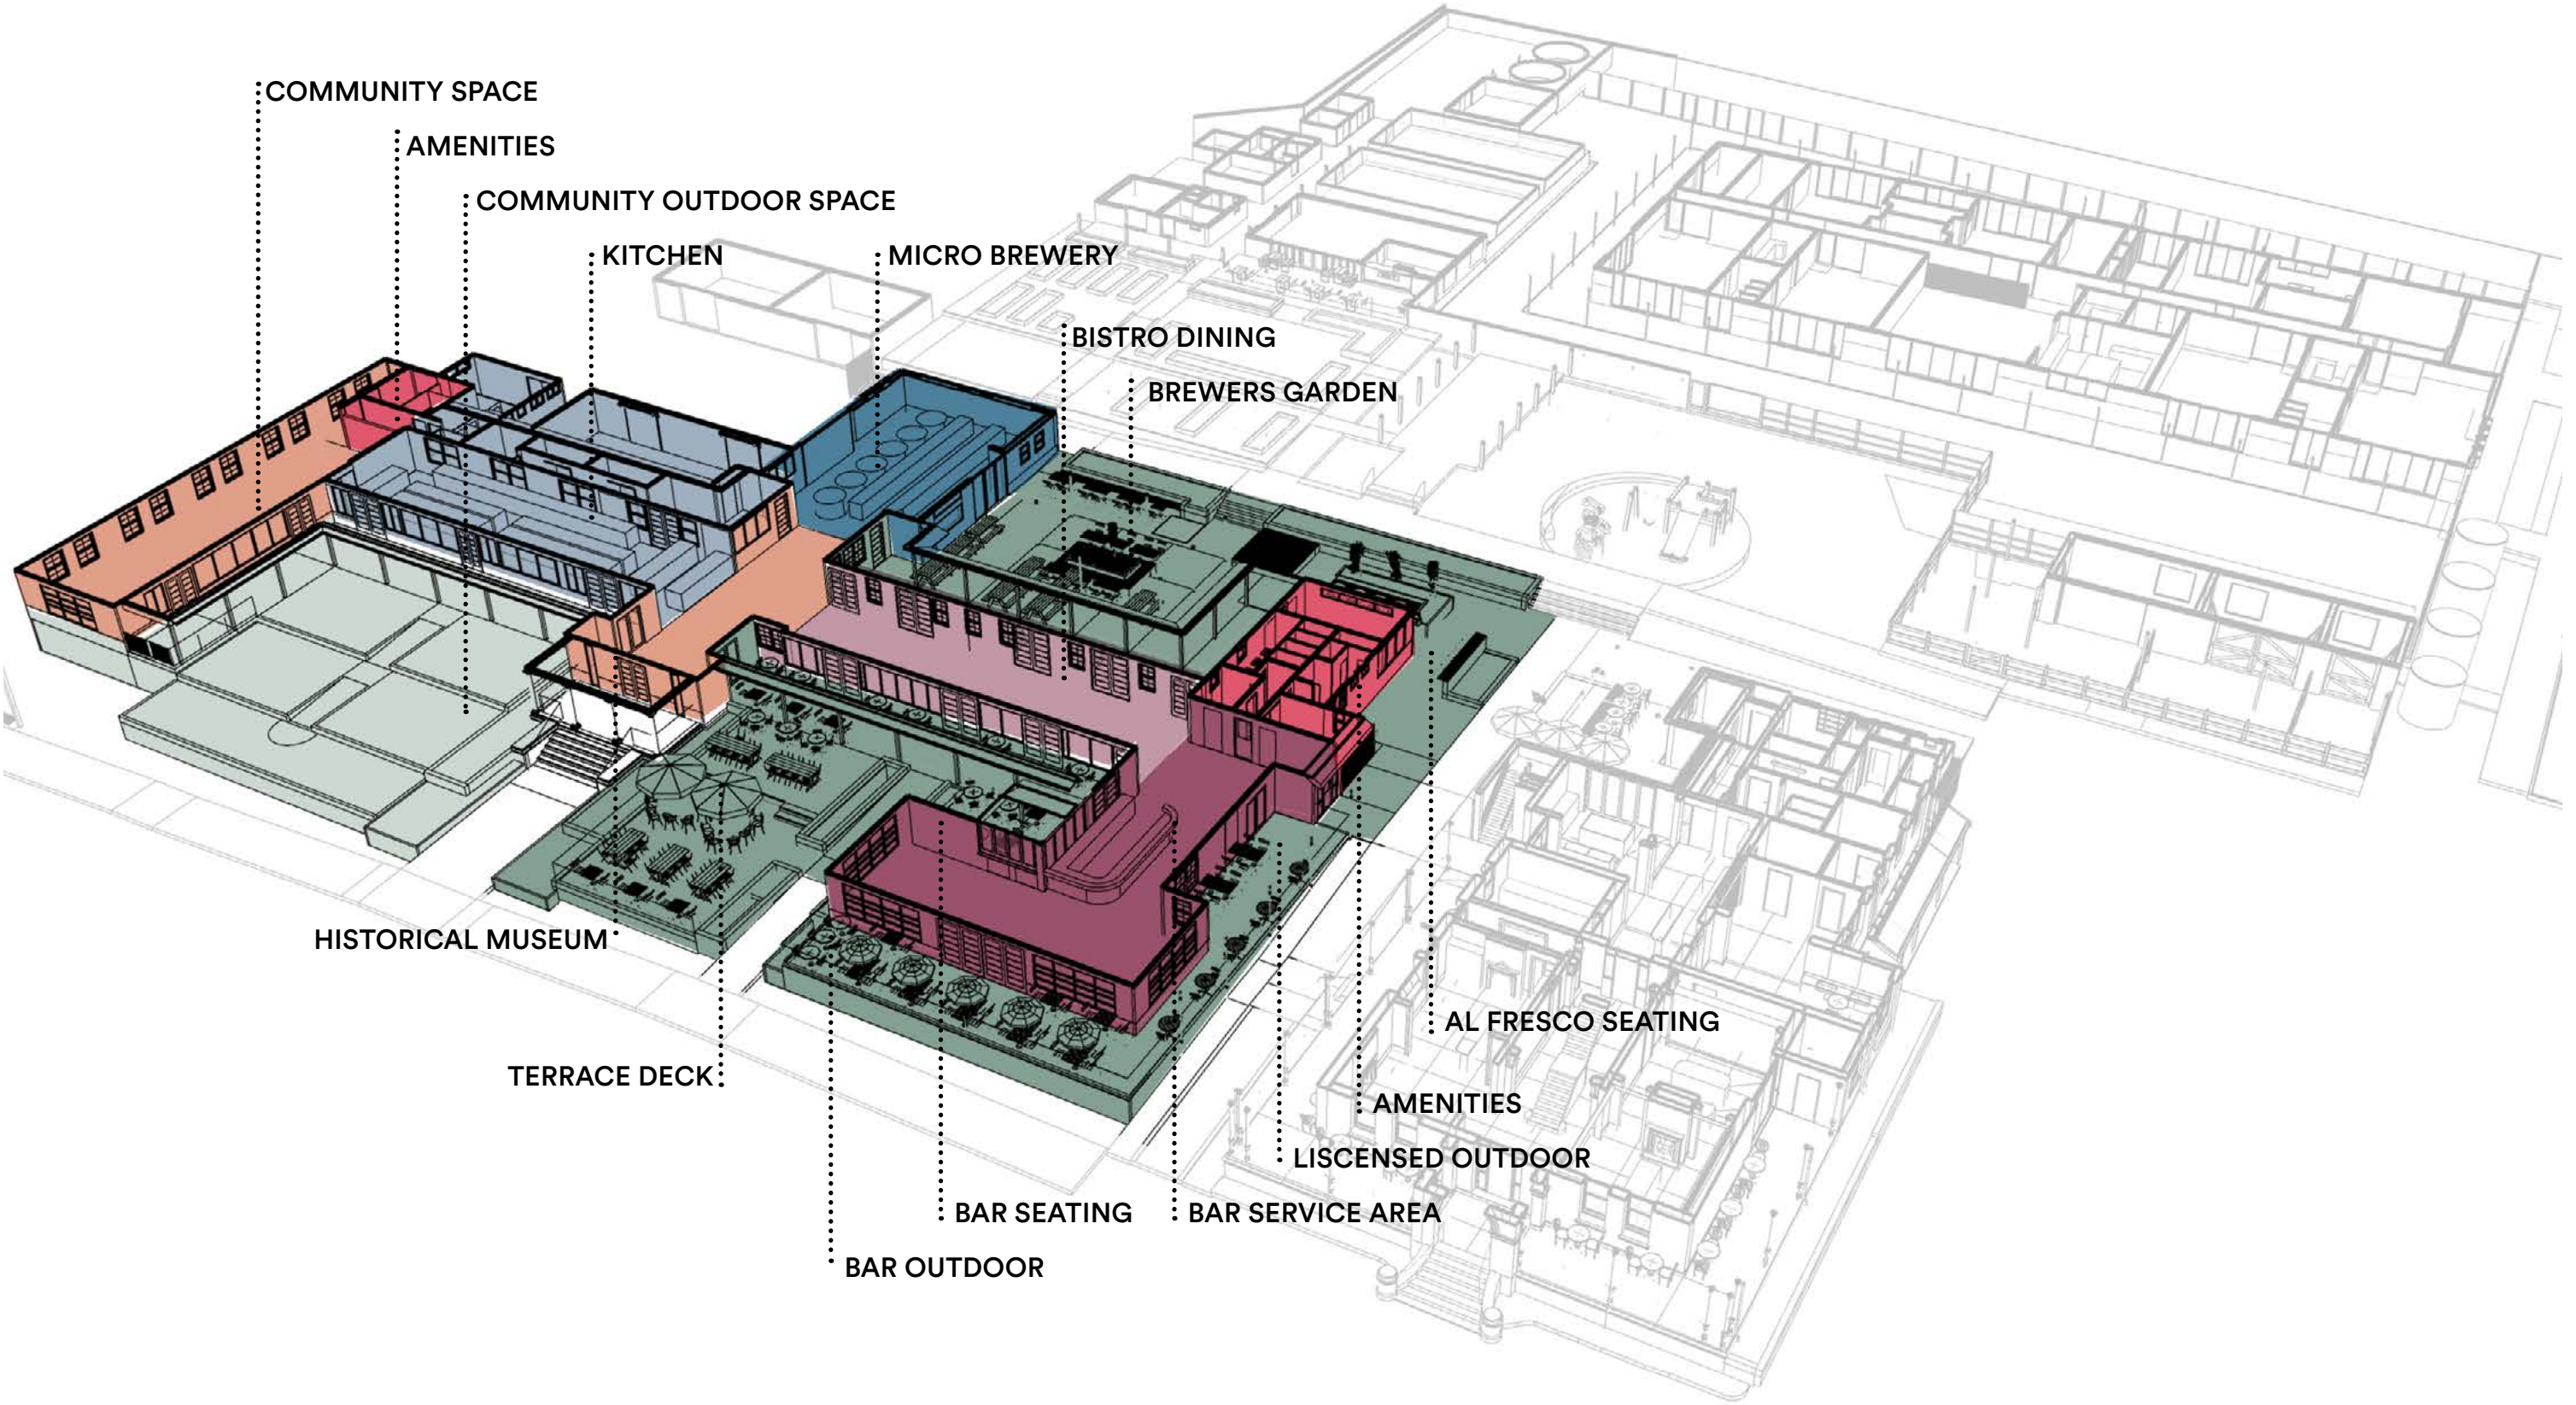 COMMUNITY SPACE
AMENITIES
COMMUNITY OUTDOOR SPACE
KITCHEN
MICRO BREWERY
BISTRO DINING
BREWERS GARDEN
HISTORICAL MUSEUM
AL FRESCO SEATING
TERRACE DECK
AMENITIES
LISCENSED OUTDOOR
BAR SEATING
BAR SERVICE AREA
BAR OUTDOOR